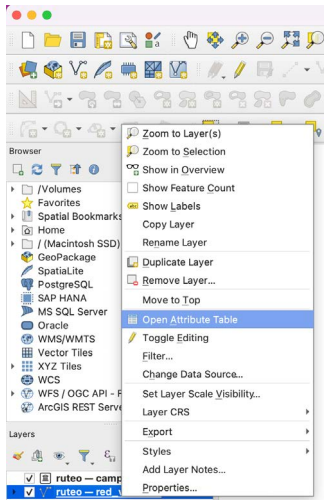 Browser
/Volumes
Favorites
Spatial Bookmarks
Home
/ (Macintosh SSD)
GeoPackage
SpatiaLite
PostgreSQL
SAP HANA
MS SQL Server
Oracle
WMS/WMTS
Vector Tiles
XYZ Tiles
WCS
WFS / OGC API - F
ArcGIS REST Serve
Layers
ruteo — camp
ruteo — red_v
Zoom to Layer(s)
Zoom to Selection
Show in Overview
Show Feature Count
Show Labels
Copy Layer
Rename Layer
Duplicate Layer
Remove Layer...
Move to Top
Open Attribute Table
Toggle Editing
Filter...
Change Data Source...
Set Layer Scale Visibility...
Layer CRS
Export
Styles
Add Layer Notes...
Properties...